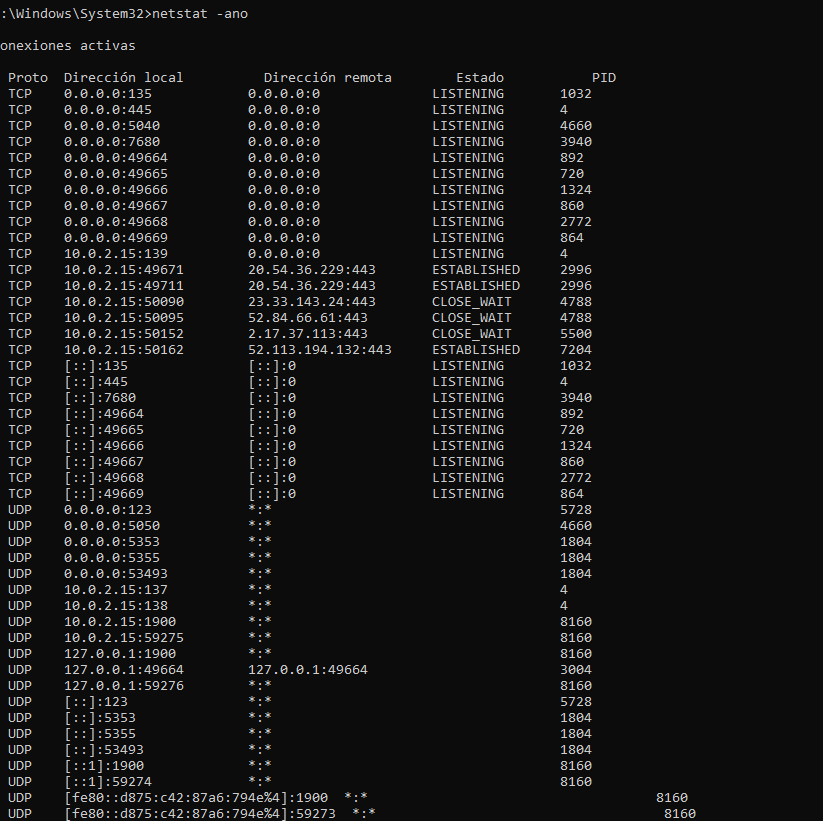 :\Windows\System32>netstat -ano
onexiones activas
Proto  Dirección local          Dirección remota        Estado           PID
TCP    0.0.0.0:135            0.0.0.0:0              LISTENING       1032
TCP    0.0.0.0:445            0.0.0.0:0              LISTENING       4
TCP    0.0.0.0:5040           0.0.0.0:0              LISTENING       4660
TCP    0.0.0.0:7680           0.0.0.0:0              LISTENING       3940
TCP    0.0.0.0:49664          0.0.0.0:0              LISTENING       892
TCP    0.0.0.0:49665          0.0.0.0:0              LISTENING       720
TCP    0.0.0.0:49666          0.0.0.0:0              LISTENING       1324
TCP    0.0.0.0:49667          0.0.0.0:0              LISTENING       860
TCP    0.0.0.0:49668          0.0.0.0:0              LISTENING       2772
TCP    0.0.0.0:49669          0.0.0.0:0              LISTENING       864
TCP    10.0.2.15:139          0.0.0.0:0              LISTENING       4
TCP    10.0.2.15:49671        20.54.36.229:443       ESTABLISHED     2996
TCP    10.0.2.15:49711        20.54.36.229:443       ESTABLISHED     2996
TCP    10.0.2.15:50090        23.33.143.24:443       CLOSE_WAIT      4788
TCP    10.0.2.15:50095        52.84.66.61:443        CLOSE_WAIT      4788
TCP    10.0.2.15:50152        2.17.37.113:443        CLOSE_WAIT      5500
TCP    10.0.2.15:50162        52.113.194.132:443     ESTABLISHED     7204
TCP    [::]:135               [::]:0                 LISTENING       1032
TCP    [::]:445               [::]:0                 LISTENING       4
TCP    [::]:7680              [::]:0                 LISTENING       3940
TCP    [::]:49664             [::]:0                 LISTENING       892
TCP    [::]:49665             [::]:0                 LISTENING       720
TCP    [::]:49666             [::]:0                 LISTENING       1324
TCP    [::]:49667             [::]:0                 LISTENING       860
TCP    [::]:49668             [::]:0                 LISTENING       2772
TCP    [::]:49669             [::]:0                 LISTENING       864
UDP    0.0.0.0:123            *:*                                    5728
UDP    0.0.0.0:5050           *:*                                    4660
UDP    0.0.0.0:5353           *:*                                    1804
UDP    0.0.0.0:5355           *:*                                    1804
UDP    0.0.0.0:53493          *:*                                    1804
UDP    10.0.2.15:137          *:*                                    4
UDP    10.0.2.15:138          *:*                                    4
UDP    10.0.2.15:1900         *:*                                    8160
UDP    10.0.2.15:59275        *:*                                    8160
UDP    127.0.0.1:1900         *:*                                    8160
UDP    127.0.0.1:49664        127.0.0.1:49664                        3004
UDP    127.0.0.1:59276        *:*                                    8160
UDP    [::]:123               *:*                                    5728
UDP    [::]:5353              *:*                                    1804
UDP    [::]:5355              *:*                                    1804
UDP    [::]:53493             *:*                                    1804
UDP    [::1]:1900             *:*                                    8160
UDP    [::1]:59274            *:*                                    8160
UDP    [fe80::d875:c42:87a6:794e%4]:1900  *:*                                    8160
UDP    [fe80::d875:c42:87a6:794e%4]:59273  *:*                                    8160